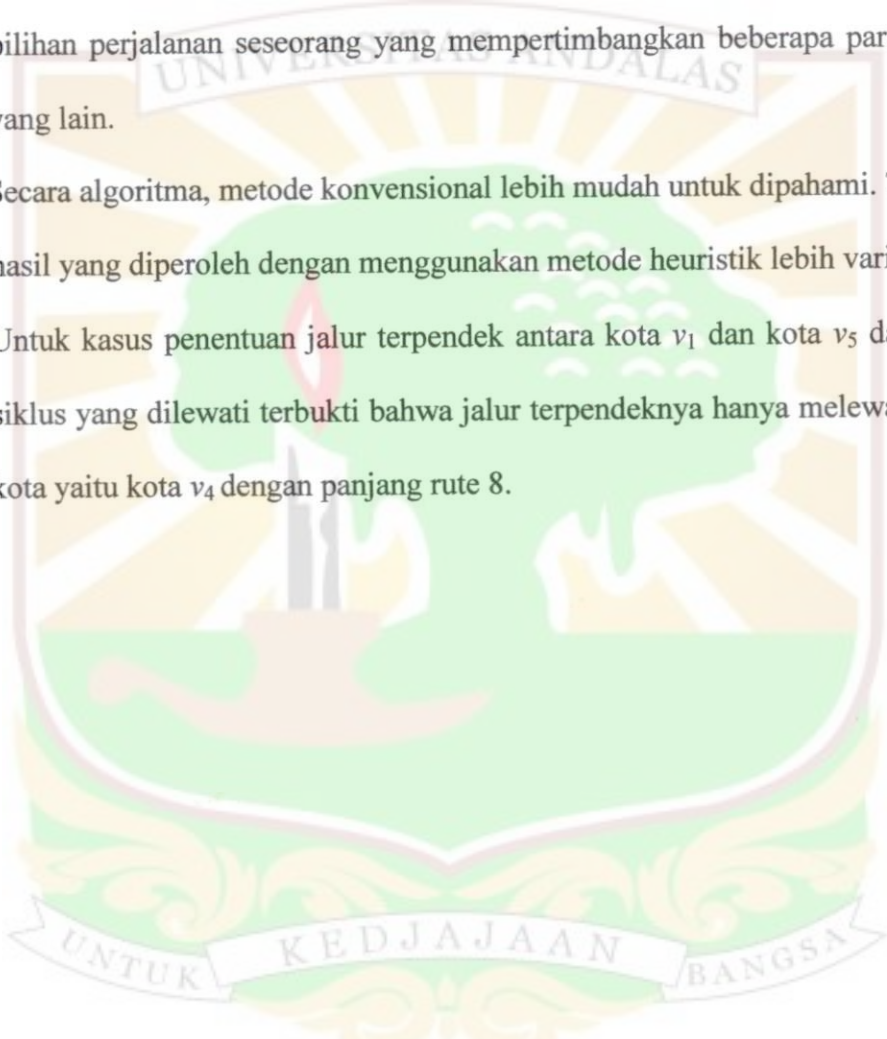 UNIVERSITAS ANDALAS
pilihan perjalanan seseorang yang mempertimbangkan beberapa par
yang lain.
Secara algoritma, metode konvensional lebih mudah untuk dipahami.
hasil yang diperoleh dengan menggunakan metode heuristik lebih vari
Untuk kasus penentuan jalur terpendek antara kota v₁ dan kota v₅ d
siklus yang dilewati terbukti bahwa jalur terpendeknya hanya melewa
kota yaitu kota v₄ dengan panjang rute 8.
UNTUK KEDJAJAAN BANGSA